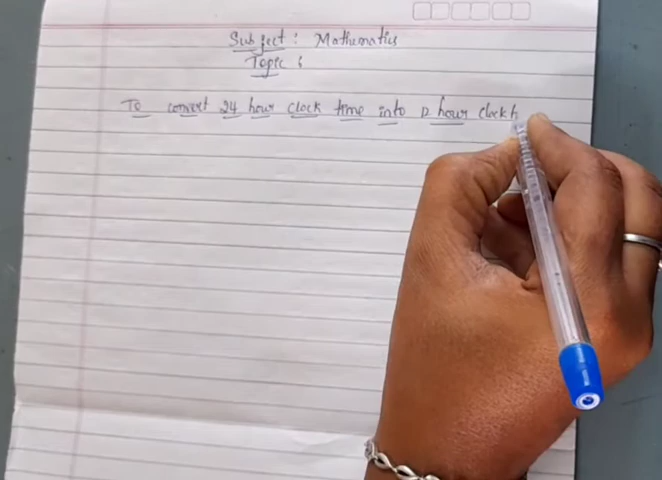 Subject : Mathematics
Topic :
To convert 24 hour clock time into 12 hour clock t